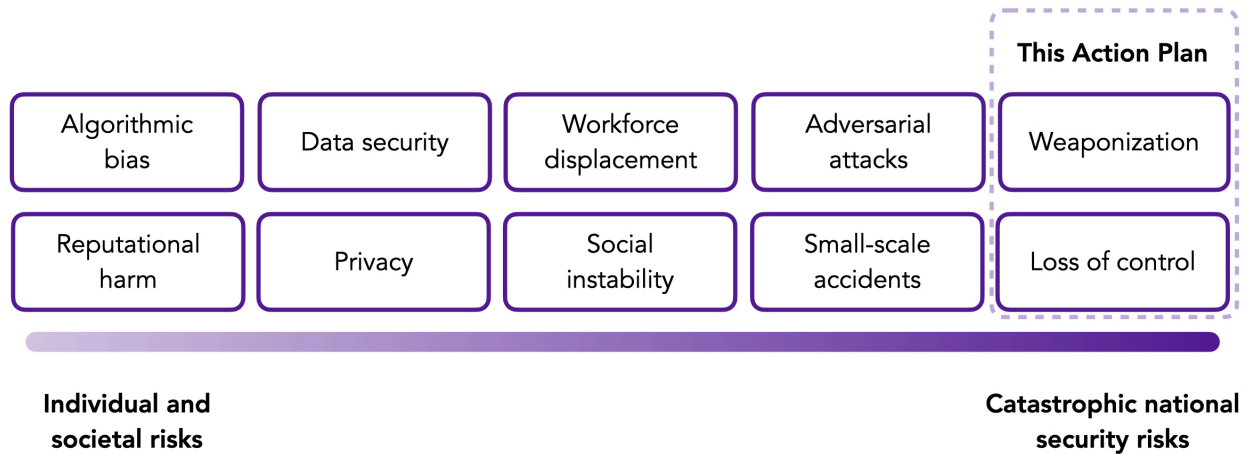 This Action Plan
Algorithmic
bias
Data security
Workforce
displacement
Adversarial
attacks
Weaponization
Reputational
harm
Privacy
Social
instability
Small-scale
accidents
Loss of control
Individual and
societal risks
Catastrophic national
security risks